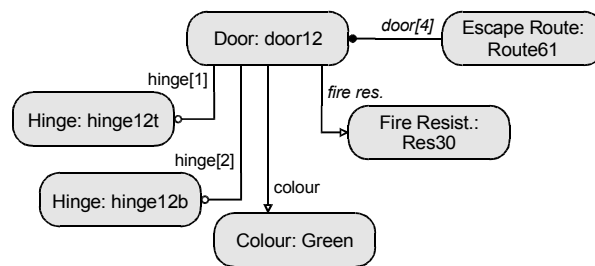 door[4]
Door: door12
Escape Route:
Route61
hinge[1]
fire res.
Hinge: hinge12t
Fire Resist.:
Res30
hinge[2]
colour
Hinge: hinge12b
Colour: Green